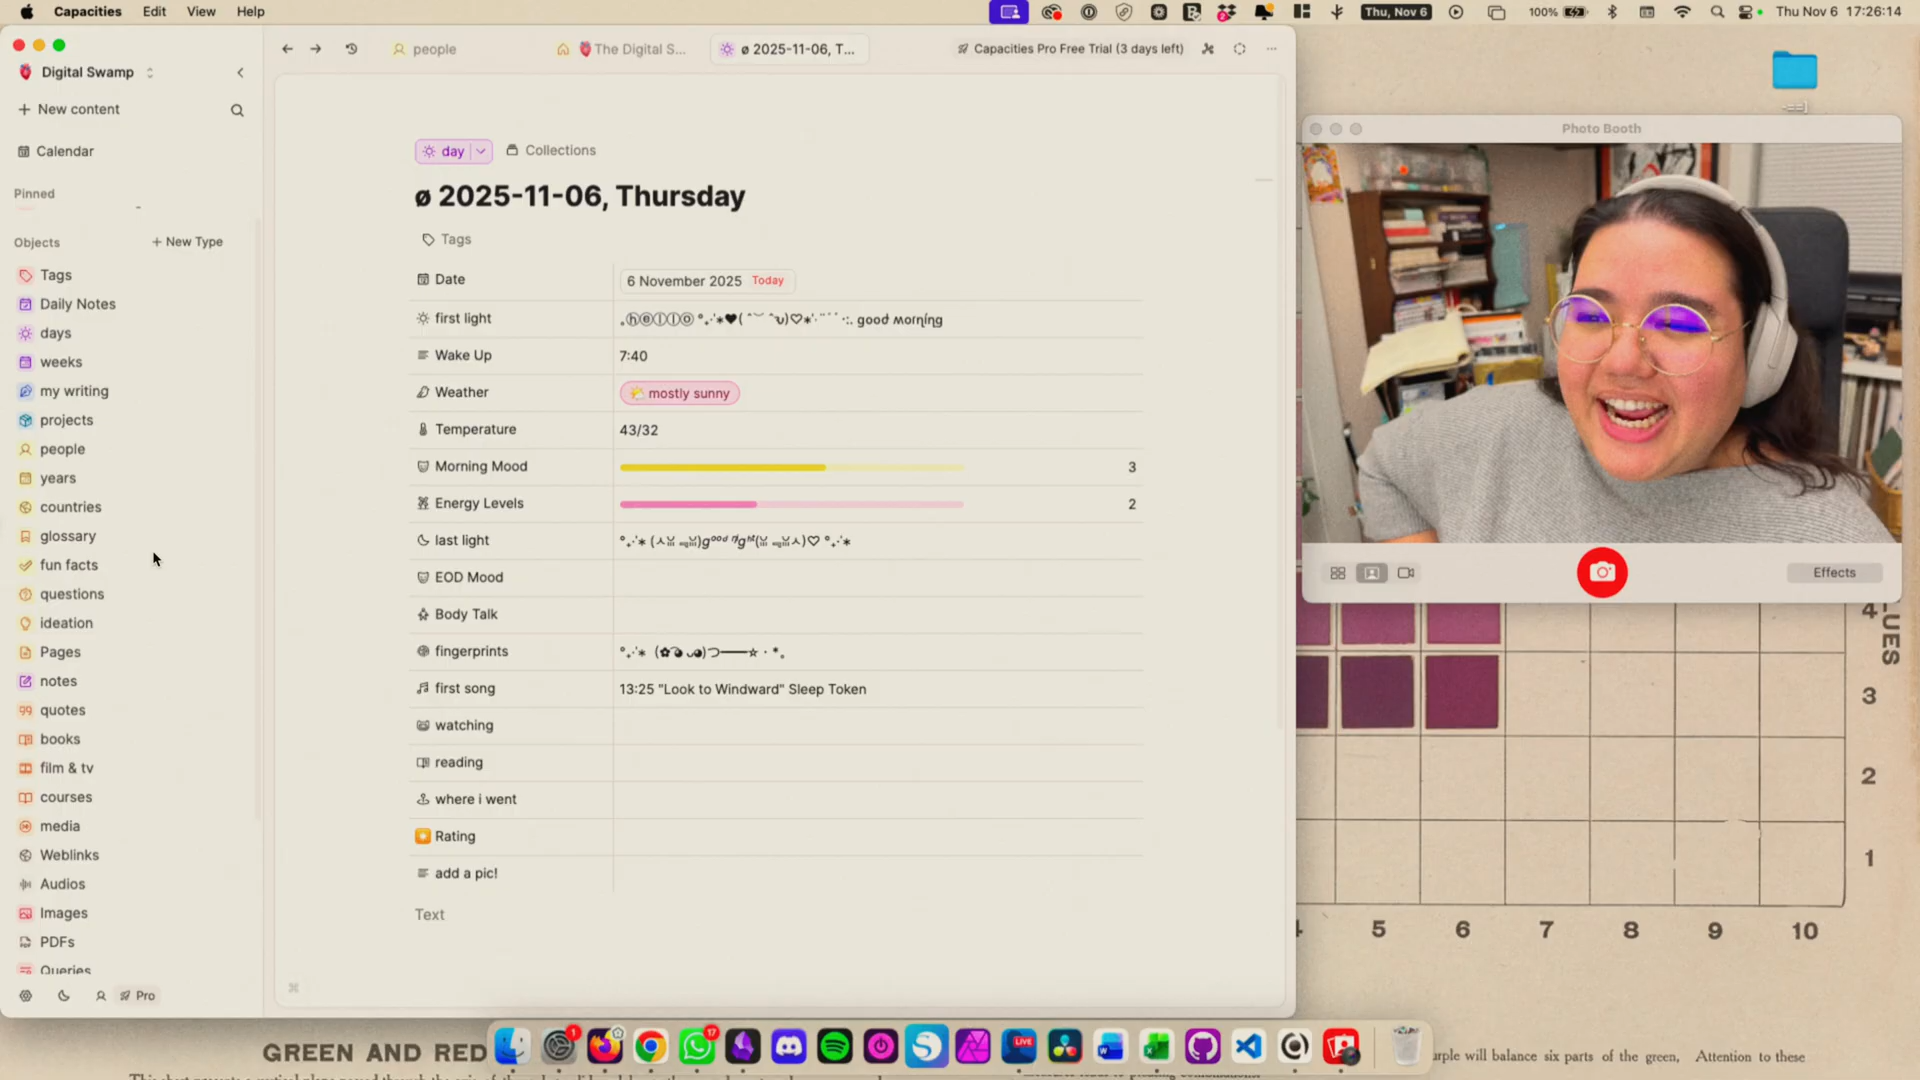 Capacities Edit View Help
Thu, Nov 6 100% Thu Nov 6 17:26:14
Digital Swamp
New content
Calendar
Pinned
Objects + New Type
Tags
Daily Notes
days
weeks
my writing
projects
people
years
countries
glossary
fun facts
questions
ideation
Pages
notes
quotes
books
film & tv
courses
media
Weblinks
Audios
Images
PDFs
Queries
Pro
people The Digital S... ø 2025-11-06, T... Capacities Pro Free Trial (3 days left)
day Collections
ø 2025-11-06, Thursday
Tags
Date 6 November 2025 Today
first light ⓗⓔⓛⓛⓞ good morning
Wake Up 7:40
Weather mostly sunny
Temperature 43/32
Morning Mood 3
Energy Levels 2
last light good night
EOD Mood
Body Talk
fingerprints
first song 13:25 "Look to Windward" Sleep Token
watching
reading
where i went
Rating
add a pic!
Text
Photo Booth
Effects
4
3
2
1
5 6 7 8 9 10
GREEN AND RED
1
17
LIVE
urple will balance six parts of the green, Attention to these